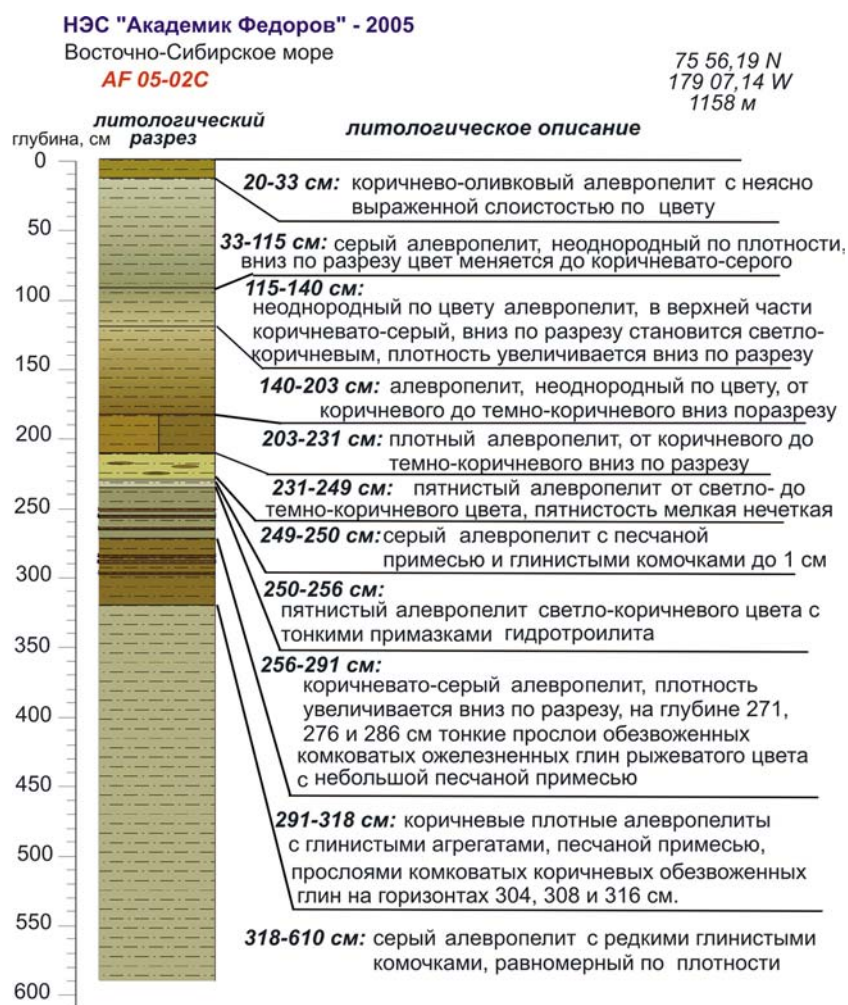 НЭС "Академик Федоров" - 2005
Восточно-Сибирское море
AF 05-02C
75 56,19 N
179 07,14 W
1158 м
литологический
разрез
глубина, см
литологическое описание
0
50
100
150
200
250
300
350
400
450
500
550
600
20-33 см: коричнево-оливковый алевропелит с неясно
выраженной слоистостью по цвету
33-115 см: серый алевропелит, неоднородный по плотности,
вниз по разрезу цвет меняется до коричневато-серого
115-140 см:
неоднородный по цвету алевропелит, в верхней части
коричневато-серый, вниз по разрезу становится светло-
коричневым, плотность увеличивается вниз по разрезу
140-203 см: алевропелит, неоднородный по цвету, от
коричневого до темно-коричневого вниз поразрезу
203-231 см: плотный алевропелит, от коричневого до
темно-коричневого вниз по разрезу
231-249 см: пятнистый алевропелит от светло- до
темно-коричневого цвета, пятнистость мелкая нечеткая
249-250 см: серый алевропелит с песчаной
примесью и глинистыми комочками до 1 см
250-256 см:
пятнистый алевропелит светло-коричневого цвета с
тонкими примазками гидротроилита
256-291 см:
коричневато-серый алевропелит, плотность
увеличивается вниз по разрезу, на глубине 271,
276 и 286 см тонкие прослои обезвоженных
комковатых ожелезненных глин рыжеватого цвета
с небольшой песчаной примесью
291-318 см: коричневые плотные алевропелиты
с глинистыми агрегатами, песчаной примесью,
прослоями комковатых коричневых обезвоженных
глин на горизонтах 304, 308 и 316 см.
318-610 см: серый алевропелит с редкими глинистыми
комочками, равномерный по плотности